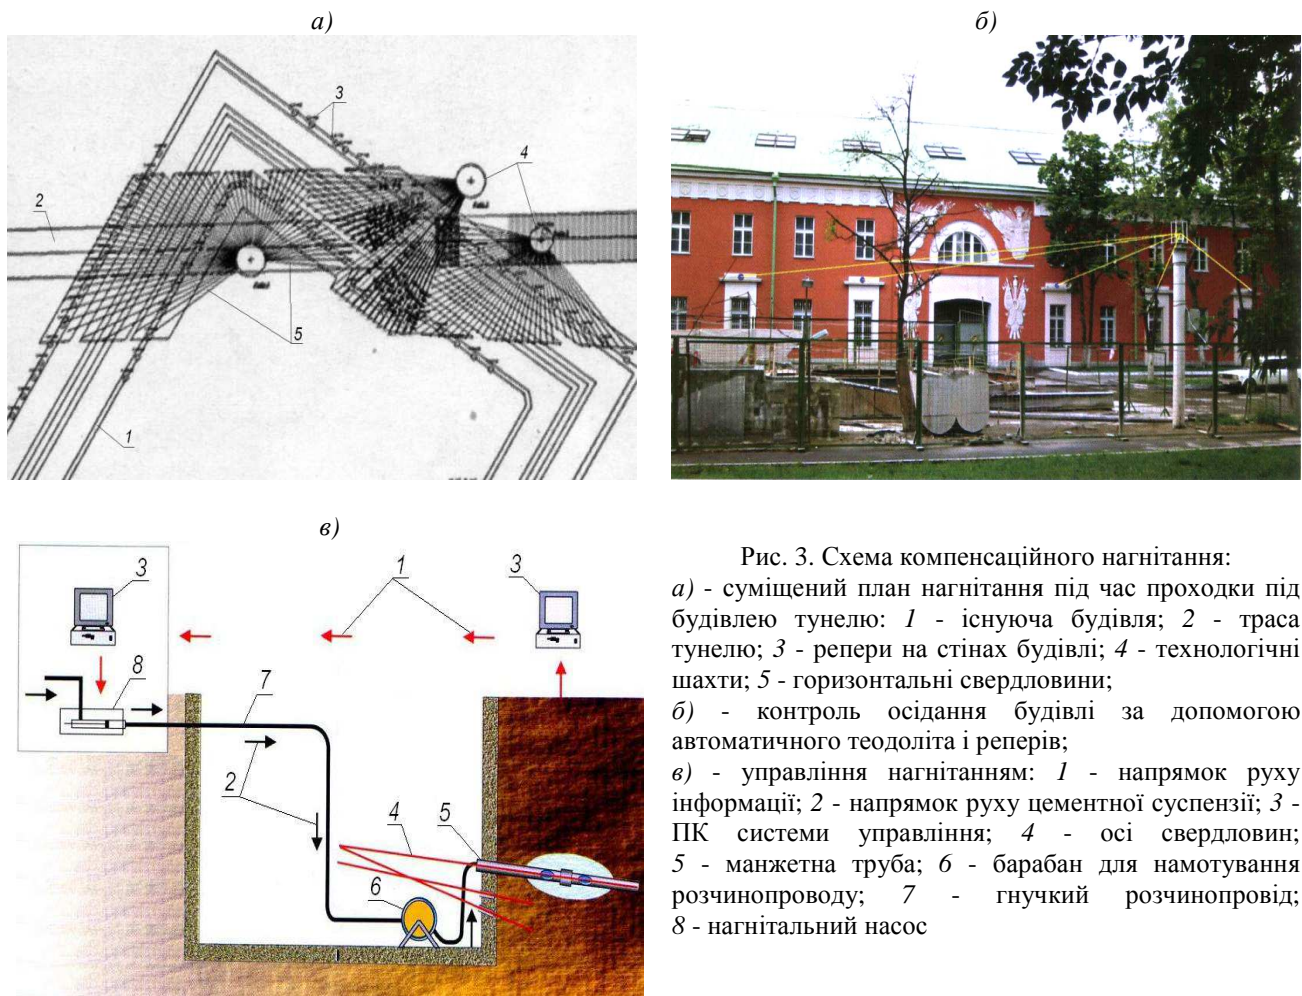 а)
б)
3
4
2
5
1
в)
3
1
3
8
7
2
4
5
6
Рис. 3. Схема компенсаційного нагнітання:
а) - суміщений план нагнітання під час проходки під
будівлею тунелю: 1 - існуюча будівля; 2 - траса
тунелю; 3 - репери на стінах будівлі; 4 - технологічні
шахти; 5 - горизонтальні свердловини;
б) - контроль осідання будівлі за допомогою
автоматичного теодоліта і реперів;
в) - управління нагнітанням: 1 - напрямок руху
інформації; 2 - напрямок руху цементної суспензії; 3 -
ПК системи управління; 4 - осі свердловин;
5 - манжетна труба; 6 - барабан для намотування
розчинопроводу; 7 - гнучкий розчинопровід;
8 - нагнітальний насос